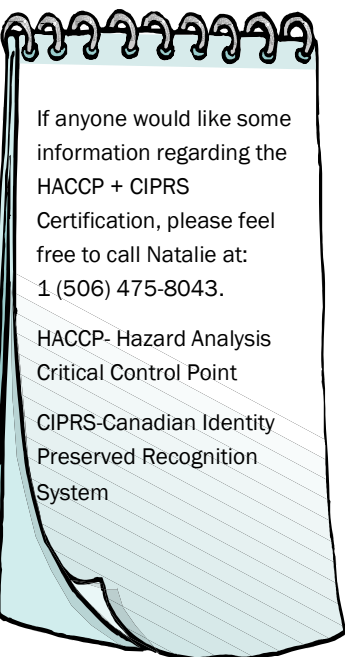 If anyone would like some
information regarding the
HACCP + CIPRS
Certification, please feel
free to call Natalie at:
1 (506) 475-8043.
HACCP- Hazard Analysis
Critical Control Point
CIPRS-Canadian Identity
Preserved Recognition
System